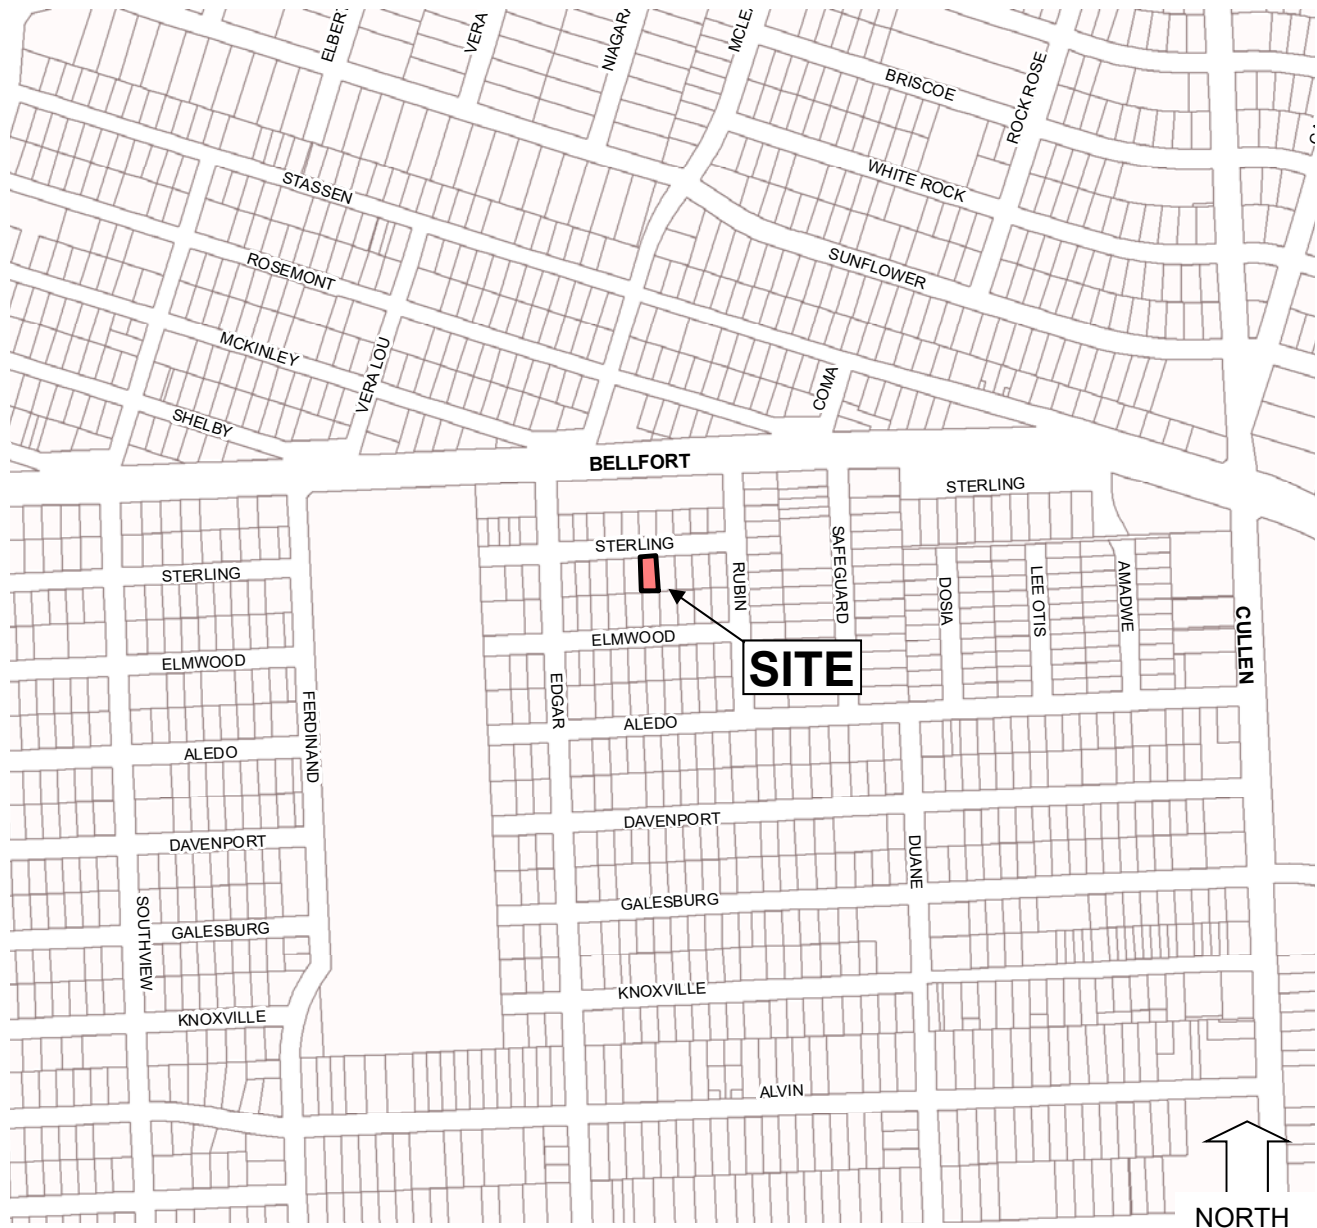 ELBERT
VERA
NIAGARA
MCLE
BRISCOE
ROCK ROSE
STASSEN
WHITE ROCK
ROSEMONT
SUNFLOWER
MCKINLEY
VERA LOU
COMA
SHELBY
BELLFORT
STERLING
STERLING
STERLING
RUBIN
SAFEGUARD
DOSIA
LEE OTIS
AMADWE
CULLEN
ELMWOOD
ELMWOOD
SITE
FERDINAND
EDGAR
ALEDO
ALEDO
DAVENPORT
DAVENPORT
DUANE
GALESBURG
GALESBURG
SOUTHVIEW
KNOXVILLE
KNOXVILLE
ALVIN
NORTH